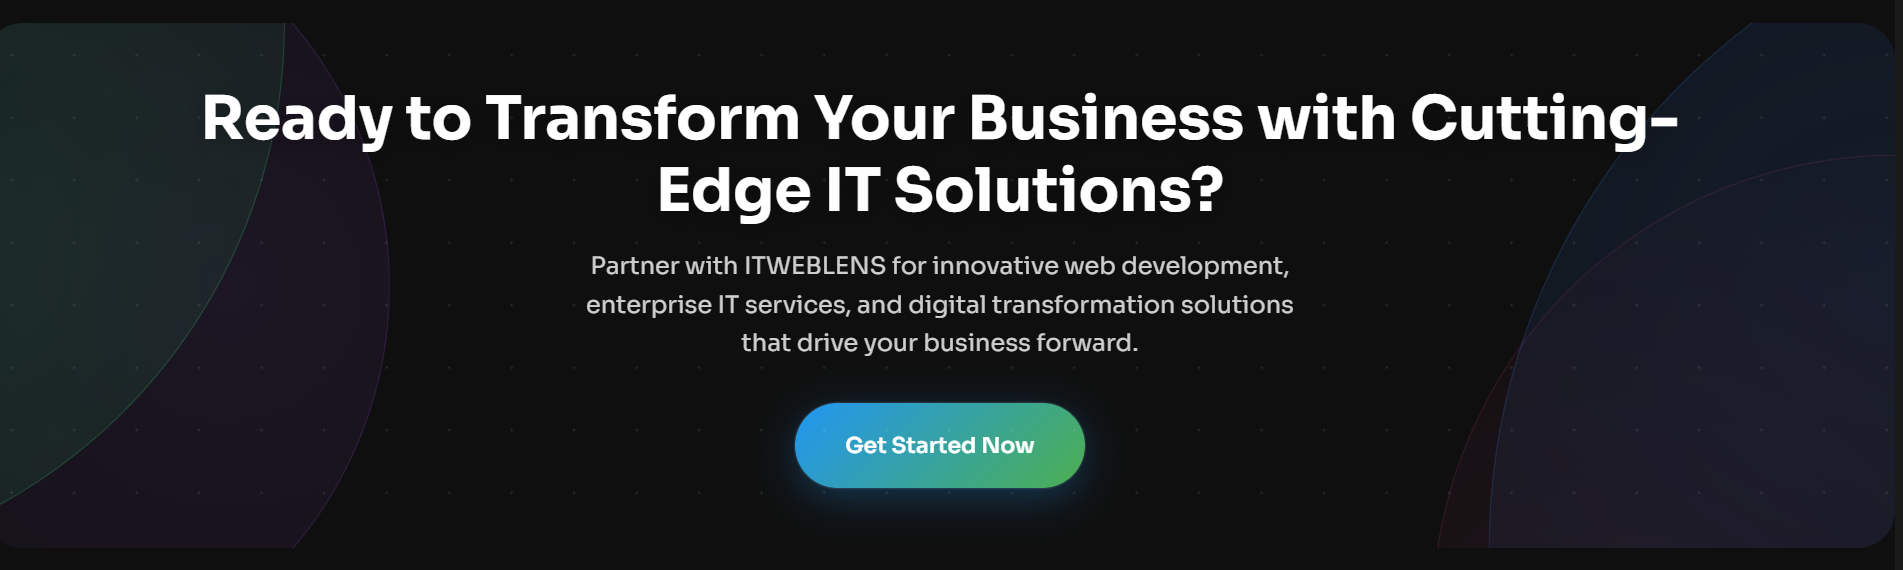 Ready to Transform Your Business with Cutting-
Edge IT Solutions?
Partner with ITWEBLENS for innovative web development,
enterprise IT services, and digital transformation solutions
that drive your business forward.
Get Started Now